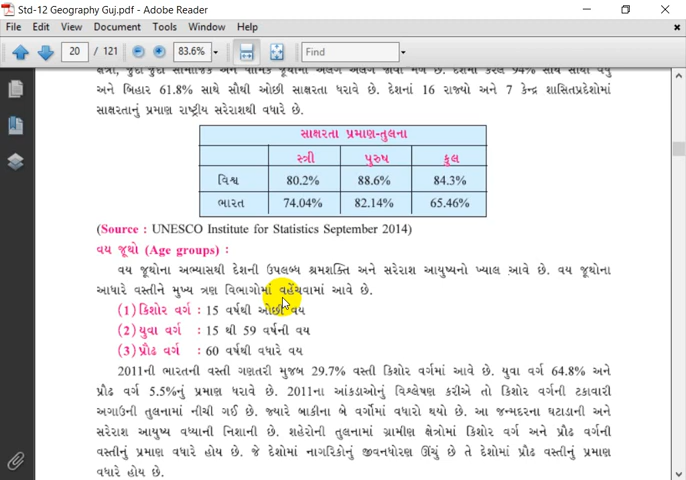 Std-12 Geography Guj.pdf - Adobe Reader
File Edit View Document Tools Window Help
20 / 121 83.6% Find
અને બિહાર 61.8% સાથે સૌથી ઓછી સાક્ષરતા ધરાવે છે. દેશનાં 16 રાજ્યો અને 7 કેન્દ્ર શાસિતપ્રદેશોમાં
સાક્ષરતાનું પ્રમાણ રાષ્ટ્રીય સરેરાશથી વધારે છે.
સાક્ષરતા પ્રમાણ-તુલના
સ્ત્રી પુરુષ કુલ
વિશ્વ 80.2% 88.6% 84.3%
ભારત 74.04% 82.14% 65.46%
(Source : UNESCO Institute for Statistics September 2014)
વય જૂથો (Age groups) :
વય જૂથોના અભ્યાસથી દેશની ઉપલબ્ધ શ્રમશક્તિ અને સરેરાશ આયુષ્યનો ખ્યાલ આવે છે. વય જૂથોના
આધારે વસ્તીને મુખ્ય ત્રણ વિભાગોમાં વહેંચવામાં આવે છે.
(1) કિશોર વર્ગ : 15 વર્ષથી ઓછી વય
(2) યુવા વર્ગ : 15 થી 59 વર્ષની વય
(3) પ્રૌઢ વર્ગ : 60 વર્ષથી વધારે વય
2011ની ભારતની વસ્તી ગણતરી મુજબ 29.7% વસ્તી કિશોર વર્ગમાં આવે છે. યુવા વર્ગ 64.8% અને
પ્રૌઢ વર્ગ 5.5%નું પ્રમાણ ધરાવે છે. 2011ના આંકડાઓનું વિશ્લેષણ કરીએ તો કિશોર વર્ગની ટકાવારી
અગાઉની તુલનામાં નીચી ગઈ છે. જ્યારે બાકીના બે વર્ગોમાં વધારો થયો છે. આ જન્મદરના ઘટાડાની અને
સરેરાશ આયુષ્ય વધ્યાની નિશાની છે. શહેરોની તુલનામાં ગ્રામીણ ક્ષેત્રોમાં કિશોર વર્ગ અને પ્રૌઢ વર્ગની
વસ્તીનું પ્રમાણ વધારે હોય છે. જે દેશોમાં નાગરિકોનું જીવનધોરણ ઊંચું છે તે દેશોમાં પ્રૌઢ વસ્તીનું પ્રમાણ
વધારે હોય છે.